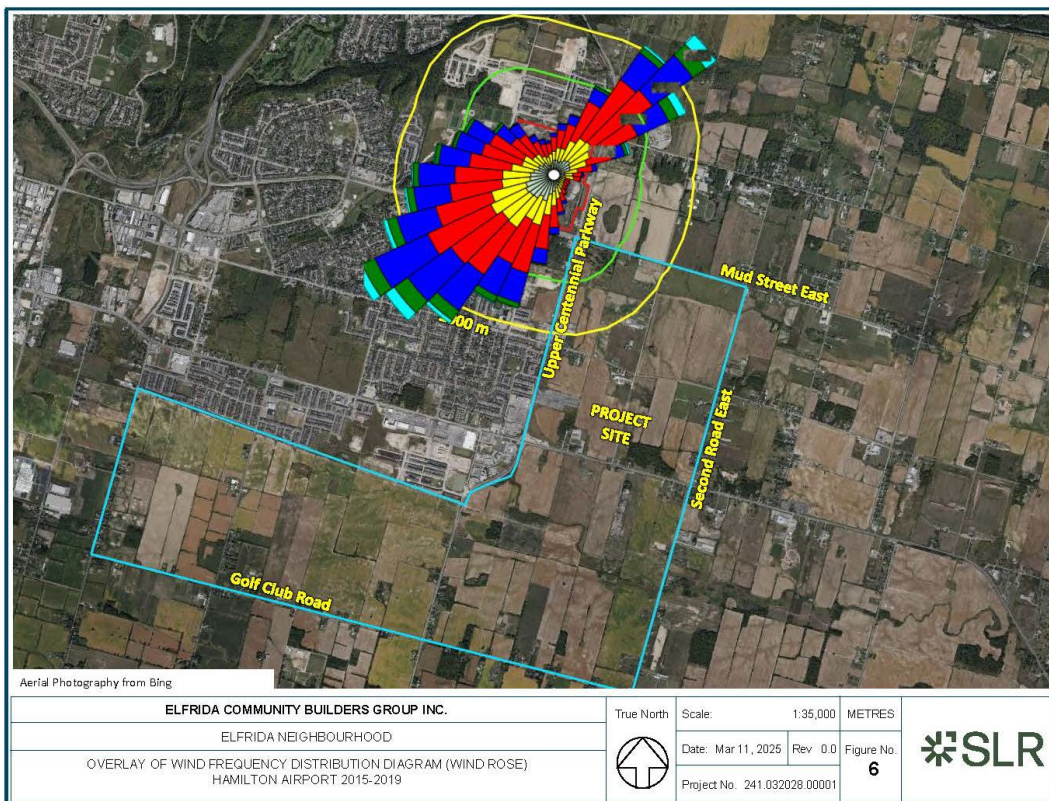 Upper Centennial Parkway
Mud Street East
00 m
PROJECT
SITE
Second Road East
Golf Club Road
Aerial Photography from Bing
ELFRIDA COMMUNITY BUILDERS GROUP INC.
ELFRIDA NEIGHBOURHOOD
OVERLAY OF WIND FREQUENCY DISTRIBUTION DIAGRAM (WIND ROSE)
HAMILTON AIRPORT 2015-2019
True North
Scale: 1:35,000 METRES
Date: Mar 11, 2025 Rev 0.0 Figure No.
6
Project No. 241.032028.00001
SLR